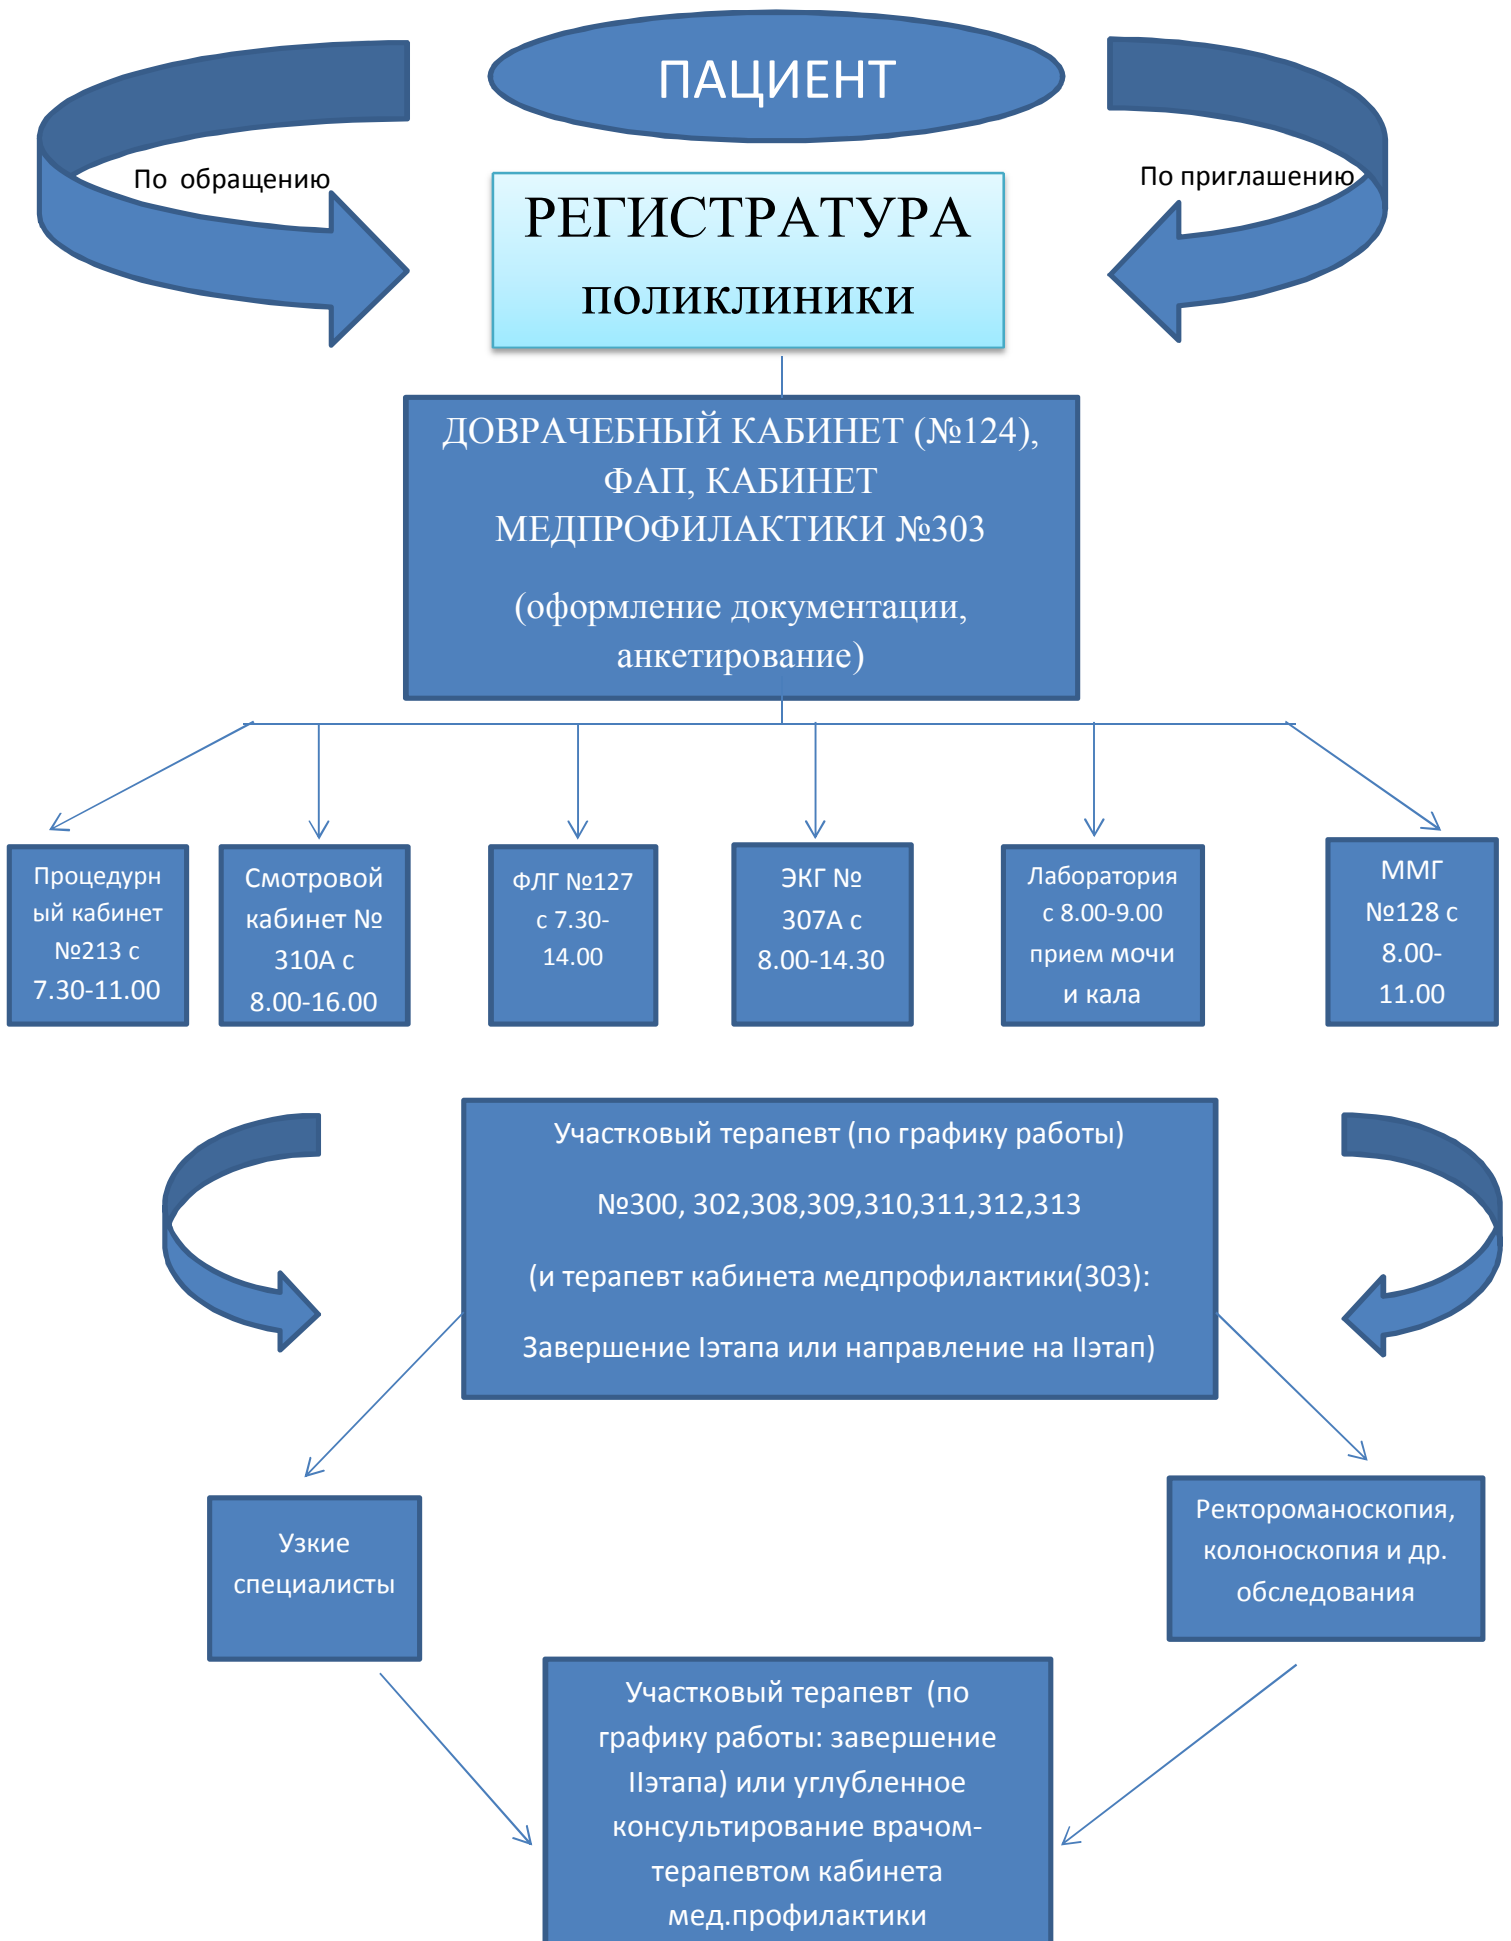 ПАЦИЕНТ
По обращению
По приглашению
РЕГИСТРАТУРА
поликлиники
ДОВРАЧЕБНЫЙ КАБИНЕТ (№124),
ФАП, КАБИНЕТ
МЕДПРОФИЛАКТИКИ №303
(оформление документации,
анкетирование)
Процедурн
ый кабинет
№213 с
7.30-11.00
Смотровой
кабинет №
310А с
8.00-16.00
ФЛГ №127
с 7.30-
14.00
ЭКГ №
307А с
8.00-14.30
Лаборатория
с 8.00-9.00
прием мочи
и кала
ММГ
№128 с
8.00-
11.00
Участковый терапевт (по графику работы)
№300, 302,308,309,310,311,312,313
(и терапевт кабинета медпрофилактики(303):
Завершение Iэтапа или направление на IIэтап)
Узкие
специалисты
Ректороманоскопия,
колоноскопия и др.
обследования
Участковый терапевт (по
графику работы: завершение
IIэтапа) или углубленное
консультирование врачом-
терапевтом кабинета
мед.профилактики